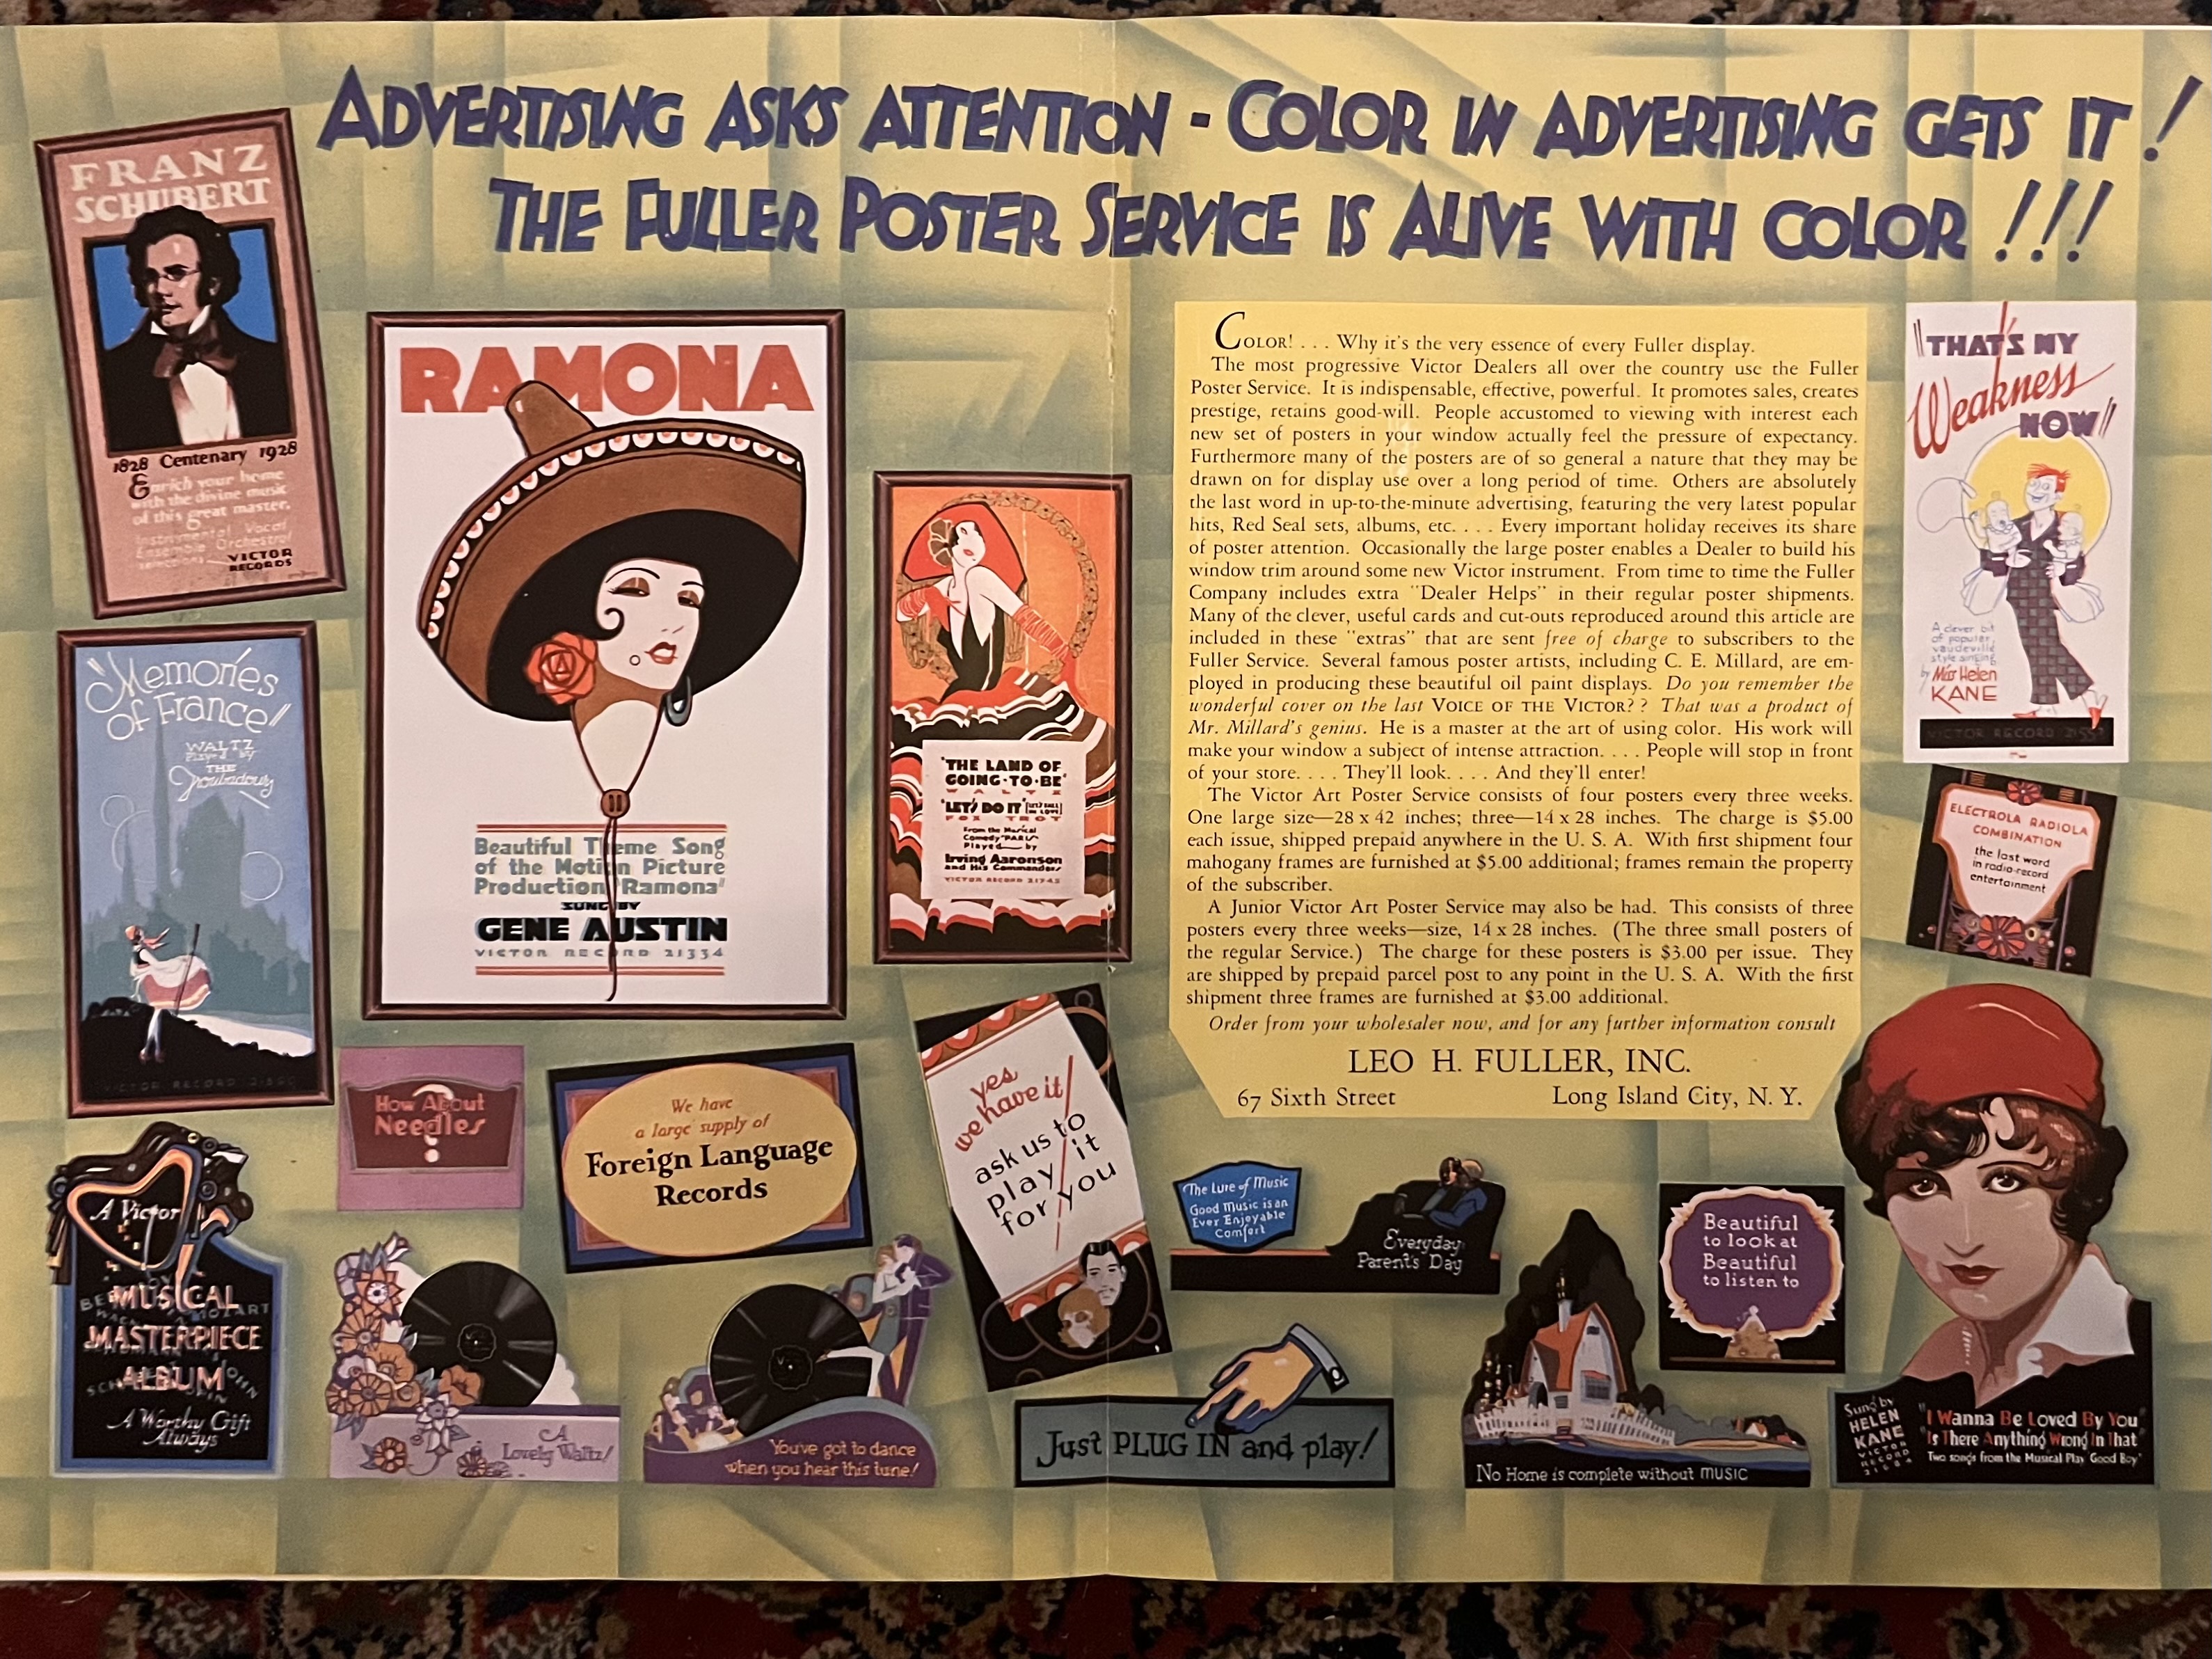 ADVERTISING ASKS ATTENTION - COLOR IN ADVERTISING GETS IT!
THE FULLER POSTER SERVICE IS ALIVE WITH COLOR!!!
FRANZ
SCHUBERT
1828 Centenary 1928
Enrich your home
with the divine music
of this great master.
Instrumental Vocal
Ensemble Orchestral
selections
VICTOR
RECORDS
RAMONA
Beautiful Theme Song
of the Motion Picture
Production "Ramona"
SUNG BY
GENE AUSTIN
VICTOR RECORD 21334
"THE LAND OF
GOING-TO-BE"
WALTZ
"LET'S DO IT" (LET'S FALL IN LOVE)
FOX TROT
From the Musical
Comedy "PARIS"
Played by
Irving Aaronson
and His Commanders
VICTOR RECORD 21745
COLOR! . . . Why it's the very essence of every Fuller display.
The most progressive Victor Dealers all over the country use the Fuller
Poster Service. It is indispensable, effective, powerful. It promotes sales, creates
prestige, retains good-will. People accustomed to viewing with interest each
new set of posters in your window actually feel the pressure of expectancy.
Furthermore many of the posters are of so general a nature that they may be
drawn on for display use over a long period of time. Others are absolutely
the last word in up-to-the-minute advertising, featuring the very latest popular
hits, Red Seal sets, albums, etc. . . . Every important holiday receives its share
of poster attention. Occasionally the large poster enables a Dealer to build his
window trim around some new Victor instrument. From time to time the Fuller
Company includes extra "Dealer Helps" in their regular poster shipments.
Many of the clever, useful cards and cut-outs reproduced around this article are
included in these "extras" that are sent free of charge to subscribers to the
Fuller Service. Several famous poster artists, including C. E. Millard, are em-
ployed in producing these beautiful oil paint displays. Do you remember the
wonderful cover on the last VOICE OF THE VICTOR? ? That was a product of
Mr. Millard's genius. He is a master at the art of using color. His work will
make your window a subject of intense attraction. . . . People will stop in front
of your store. . . . They'll look. . . . And they'll enter!
The Victor Art Poster Service consists of four posters every three weeks.
One large size—28 x 42 inches; three—14 x 28 inches. The charge is $5.00
each issue, shipped prepaid anywhere in the U. S. A. With first shipment four
mahogany frames are furnished at $5.00 additional; frames remain the property
of the subscriber.
A Junior Victor Art Poster Service may also be had. This consists of three
posters every three weeks—size, 14 x 28 inches. (The three small posters of
the regular Service.) The charge for these posters is $3.00 per issue. They
are shipped by prepaid parcel post to any point in the U. S. A. With the first
shipment three frames are furnished at $3.00 additional.
Order from your wholesaler now, and for any further information consult
LEO H. FULLER, INC.
67 Sixth Street Long Island City, N. Y.
"THAT'S MY
Weakness
NOW"
A clever bit
of popular
vaudeville
style singing
by Miss Helen
KANE
VICTOR RECORD
ELECTROLA RADIOLA
COMBINATION
the last word
in radio-record
entertainment
"Memories
of France"
WALTZ
Played by
THE
Troubadours
VICTOR RECORD
How About
Needles
?
We have
a large supply of
Foreign Language
Records
yes
we have it!
ask us to
play it
for you
The Lure of Music
Good Music is an
Ever Enjoyable
Comfort
Everyday
Parent's Day
Beautiful
to look at
Beautiful
to listen to
A Victor
MUSICAL
MASTERPIECE
ALBUM
A Worthy Gift
Always
A
Lovely Waltz!
You've got to dance
when you hear this tune!
Just PLUG IN and play!
No Home is complete without MUSIC
Sung by
HELEN
KANE
VICTOR
RECORD
21684
"I Wanna Be Loved By You"
"Is There Anything Wrong In That"
Two songs from the Musical Play "Good Boy"